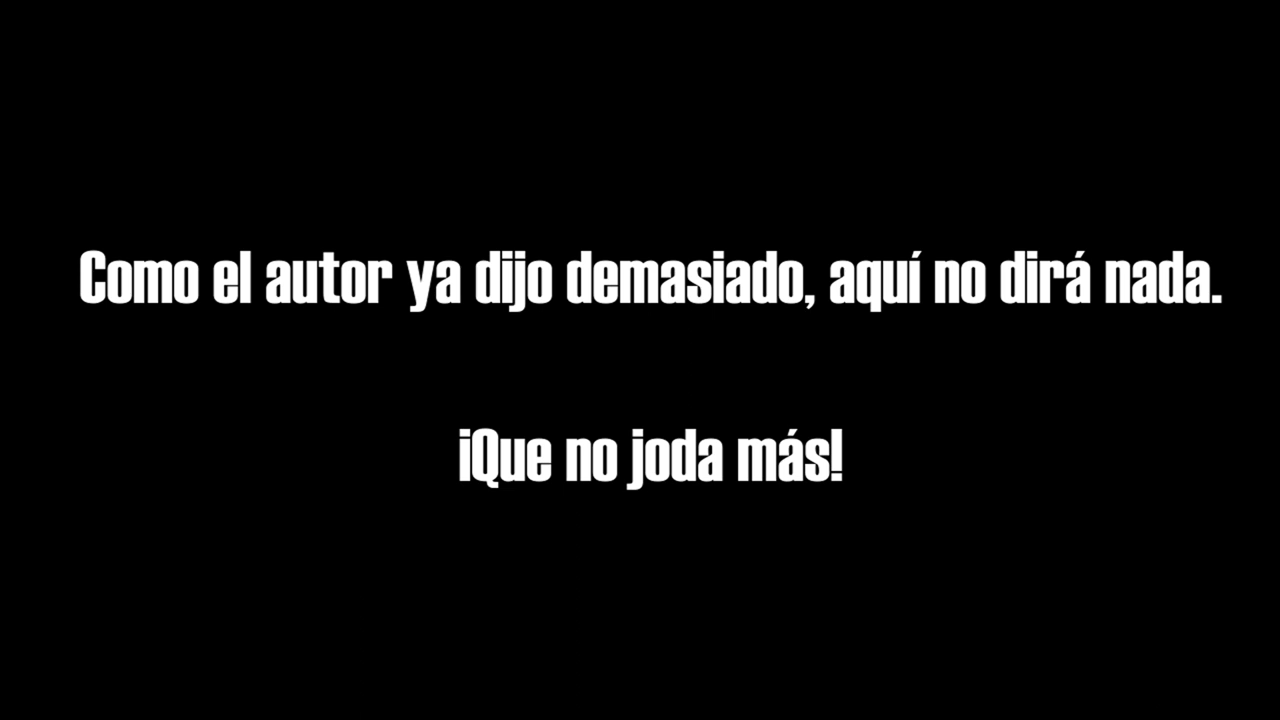 Como el autor ya dijo demasiado, aquí no dirá nada.
¡Que no joda más!